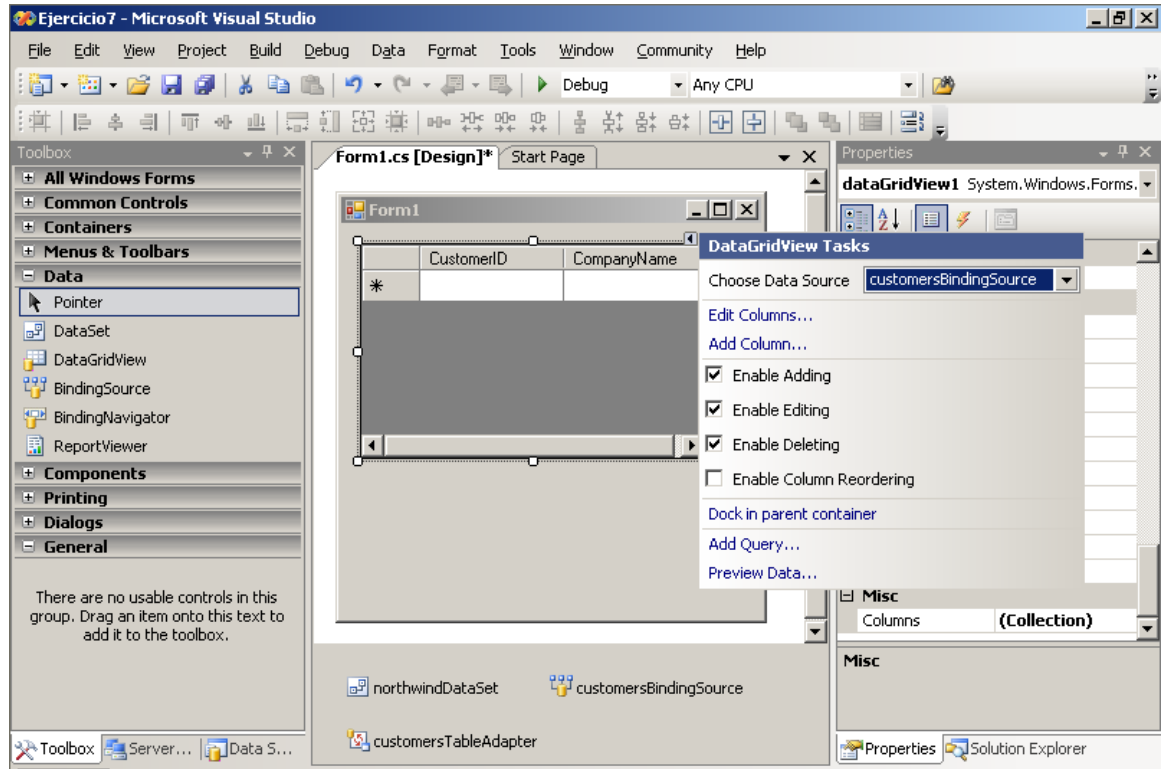 Ejercicio7 - Microsoft Visual Studio
File Edit View Project Build Debug Data Format Tools Window Community Help
Debug Any CPU
Toolbox
All Windows Forms
Common Controls
Containers
Menus & Toolbars
Data
Pointer
DataSet
DataGridView
BindingSource
BindingNavigator
ReportViewer
Components
Printing
Dialogs
General
There are no usable controls in this
group. Drag an item onto this text to
add it to the toolbox.
Toolbox Server... Data S...
Form1.cs [Design]* Start Page
Form1
CustomerID CompanyName
DataGridView Tasks
Choose Data Source customersBindingSource
Edit Columns...
Add Column...
Enable Adding
Enable Editing
Enable Deleting
Enable Column Reordering
Dock in parent container
Add Query...
Preview Data...
northwindDataSet customersBindingSource
customersTableAdapter
Properties
dataGridView1 System.Windows.Forms.
Misc
Columns (Collection)
Misc
Properties Solution Explorer